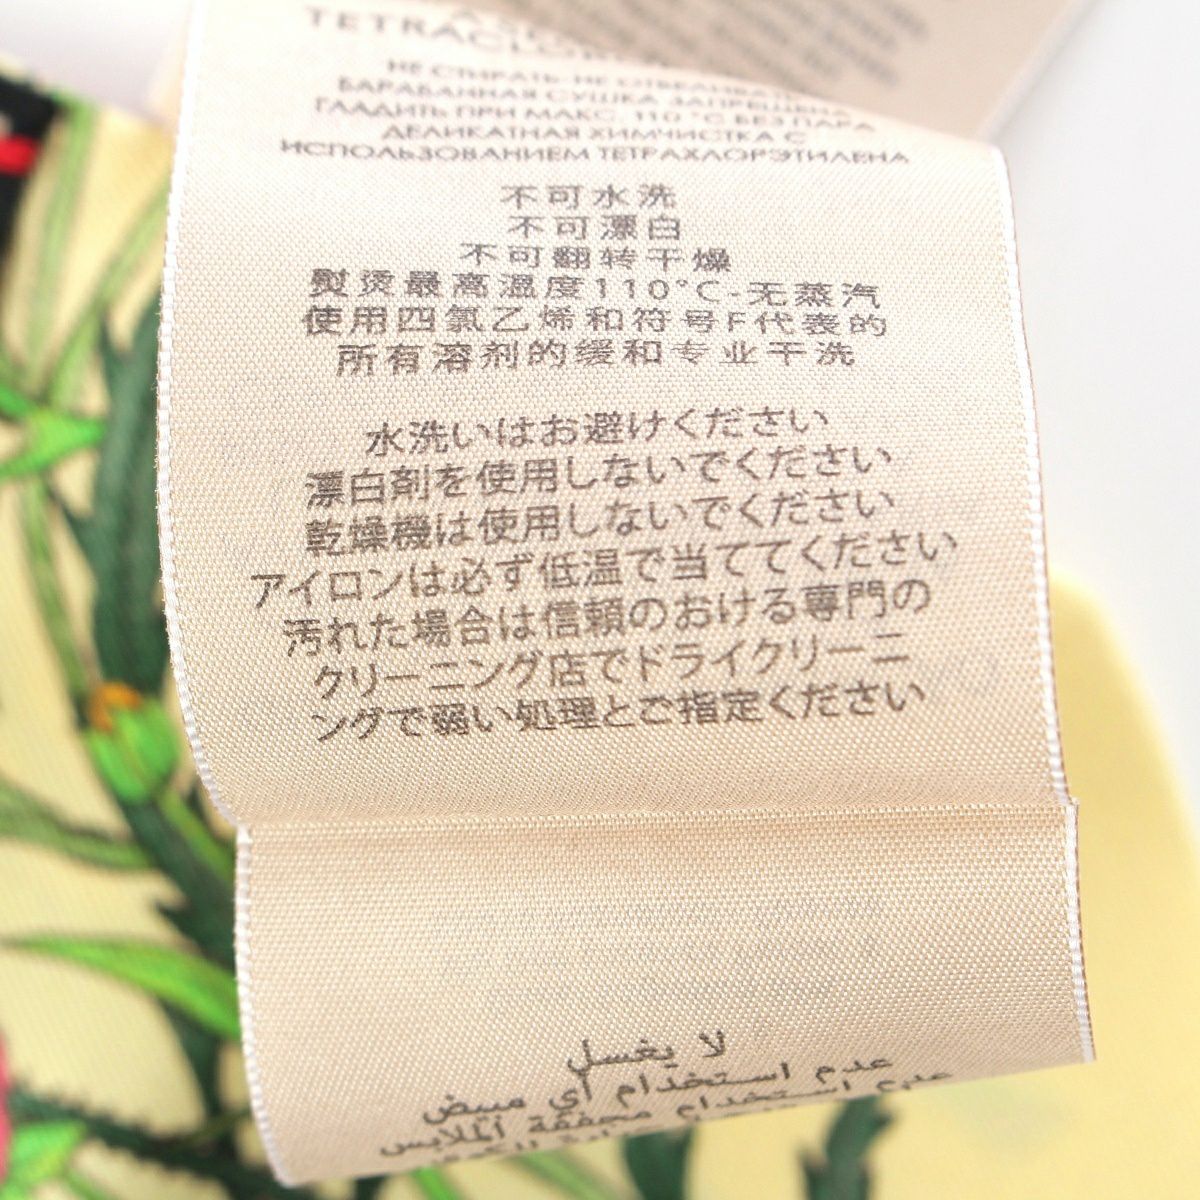 TETRACLOR
НЕ СТИРАТЬ-НЕ ОТБЕЛИВА
БАРАБАННАЯ СУШКА ЗАПРЕЩЕНА
ГЛАДИТЬ ПРИ МАКС. 110 °C БЕЗ ПАРА
ДЕЛИКАТНАЯ ХИМЧИСТКА С
ИСПОЛЬЗОВАНИЕМ ТЕТРАХЛОРЭТИЛЕНА
不可水洗
不可漂白
不可翻转干燥
熨烫最高温度110°C-无蒸汽
使用四氯乙烯和符号F代表的
所有溶剂的缓和专业干洗
水洗いはお避けください
漂白剤を使用しないでください
乾燥機は使用しないでください
アイロンは必ず低温で当ててください
汚れた場合は信頼のおける専門の
クリーニング店でドライクリーニ
ングで弱い処理とご指定ください
لا يغسل
عدم استخدام أي مبيض
عدم استخدام مجففة الملابس